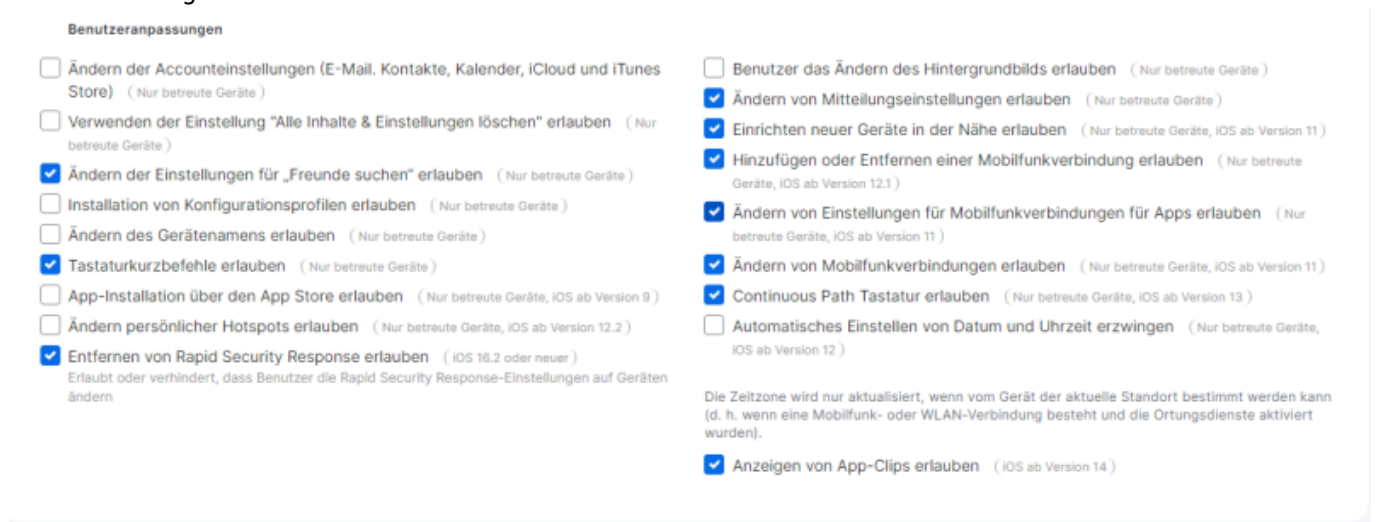 Benutzeranpassungen
Ändern der Accounteinstellungen (E-Mail. Kontakte, Kalender, iCloud und iTunes
Store) (Nur betreute Geräte)
Verwenden der Einstellung "Alle Inhalte & Einstellungen löschen" erlauben (Nur
betreute Geräte)
Ändern der Einstellungen für „Freunde suchen" erlauben (Nur betreute Geräte)
Installation von Konfigurationsprofilen erlauben (Nur betreute Geräte)
Ändern des Gerätenamens erlauben (Nur betreute Geräte)
Tastaturkurzbefehle erlauben (Nur betreute Geräte)
App-Installation über den App Store erlauben (Nur betreute Geräte, iOS ab Version 9)
Ändern persönlicher Hotspots erlauben (Nur betreute Geräte, iOS ab Version 12.2)
Entfernen von Rapid Security Response erlauben (iOS 16.2 oder neuer)
Erlaubt oder verhindert, dass Benutzer die Rapid Security Response-Einstellungen auf Geräten
ändern
Benutzer das Ändern des Hintergrundbilds erlauben (Nur betreute Geräte)
Ändern von Mitteilungseinstellungen erlauben (Nur betreute Geräte)
Einrichten neuer Geräte in der Nähe erlauben (Nur betreute Geräte, iOS ab Version 11)
Hinzufügen oder Entfernen einer Mobilfunkverbindung erlauben (Nur betreute
Geräte, iOS ab Version 12.1)
Ändern von Einstellungen für Mobilfunkverbindungen für Apps erlauben (Nur
betreute Geräte, iOS ab Version 11)
Ändern von Mobilfunkverbindungen erlauben (Nur betreute Geräte, iOS ab Version 11)
Continuous Path Tastatur erlauben (Nur betreute Geräte, iOS ab Version 13)
Automatisches Einstellen von Datum und Uhrzeit erzwingen (Nur betreute Geräte,
iOS ab Version 12)
Die Zeitzone wird nur aktualisiert, wenn vom Gerät der aktuelle Standort bestimmt werden kann
(d. h. wenn eine Mobilfunk- oder WLAN-Verbindung besteht und die Ortungsdienste aktiviert
wurden).
Anzeigen von App-Clips erlauben (iOS ab Version 14)